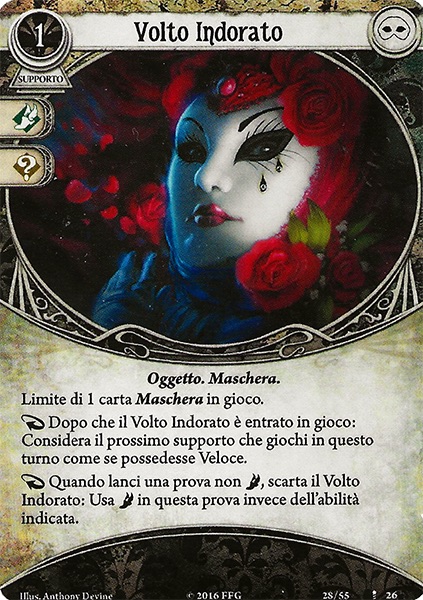 1
Volto Indorato
SUPPORTO
?
Oggetto. Maschera.
Limite di 1 carta Maschera in gioco.
Dopo che il Volto Indorato è entrato in gioco:
Considera il prossimo supporto che giochi in questo
turno come se possedesse Veloce.
Quando lanci una prova non , scarta il Volto
Indorato: Usa in questa prova invece dell'abilità
indicata.
Illus. Anthony Devine
© 2016 FFG
28/55
26